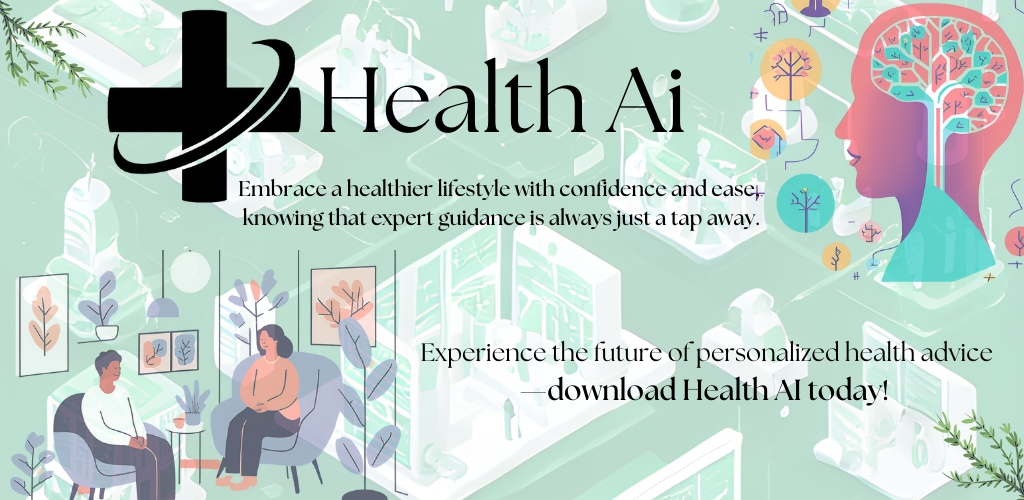 Health Ai
Embrace a healthier lifestyle with confidence and ease,
knowing that expert guidance is always just a tap away.
Experience the future of personalized health advice
—download Health AI today!